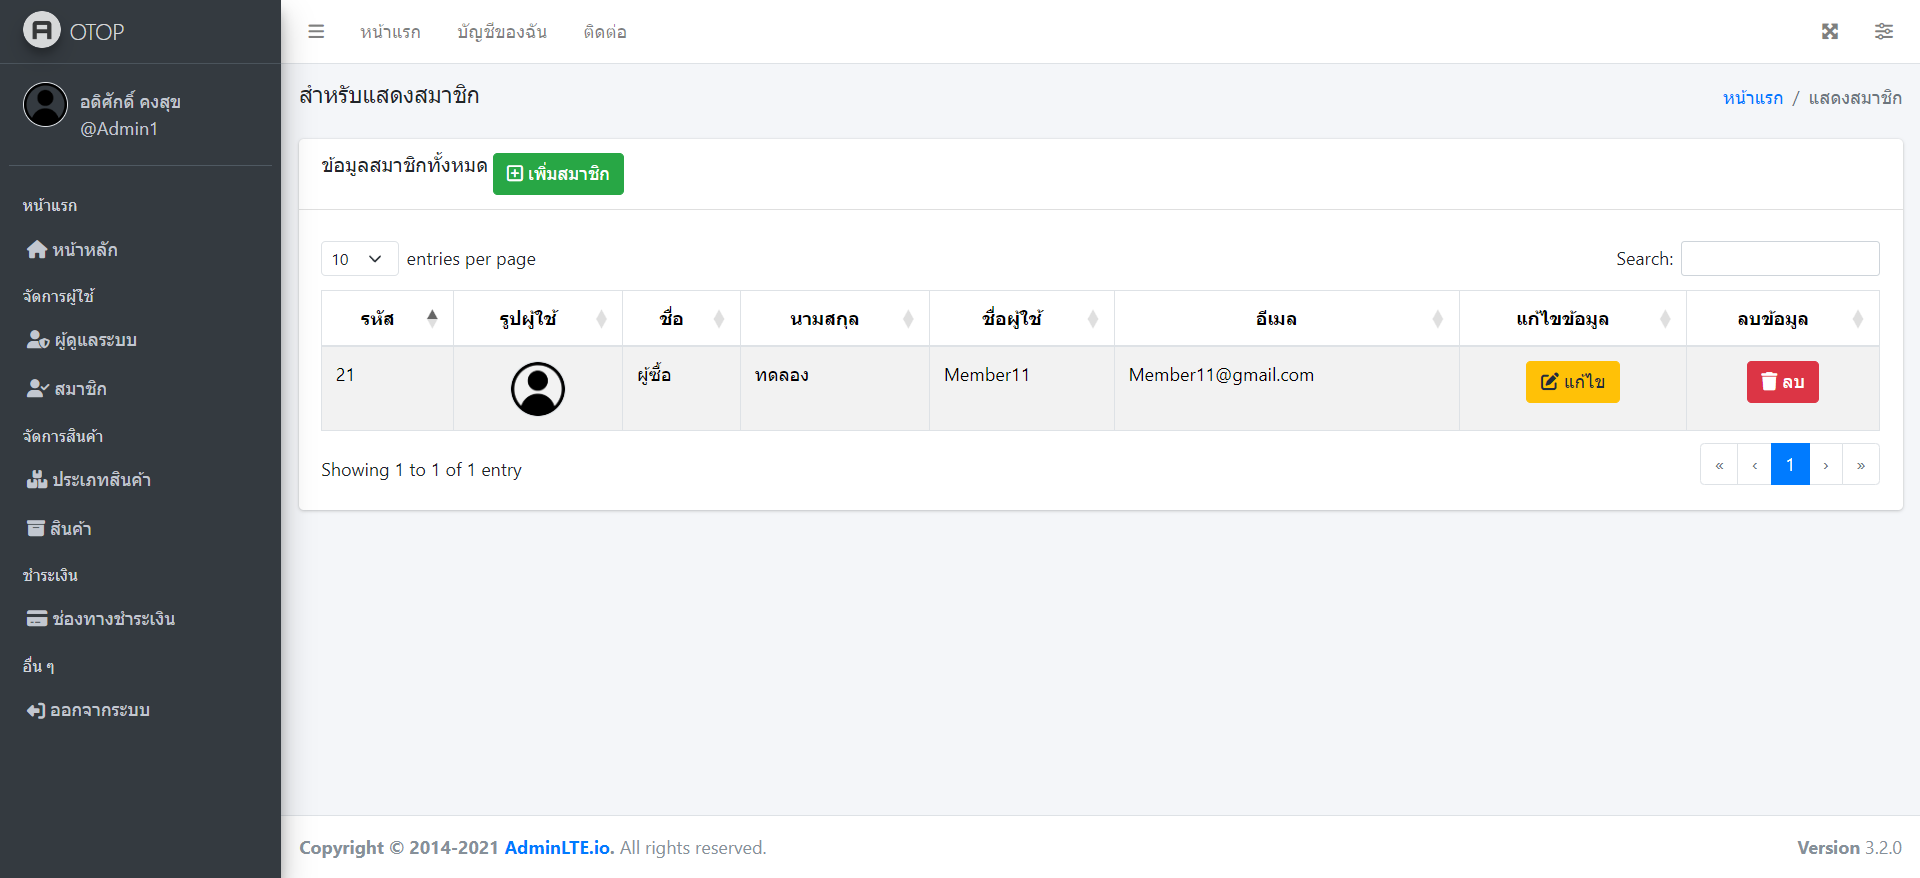 OTOP
หน้าแรก บัญชีของฉัน ติดต่อ
อดิศักดิ์ คงสุข
@Admin1
หน้าแรก
หน้าหลัก
จัดการผู้ใช้
ผู้ดูแลระบบ
สมาชิก
จัดการสินค้า
ประเภทสินค้า
สินค้า
ชำระเงิน
ช่องทางชำระเงิน
อื่น ๆ
ออกจากระบบ
สำหรับแสดงสมาชิก
หน้าแรก / แสดงสมาชิก
ข้อมูลสมาชิกทั้งหมด เพิ่มสมาชิก
10 entries per page Search:
รหัส รูปผู้ใช้ ชื่อ นามสกุล ชื่อผู้ใช้ อีเมล แก้ไขข้อมูล ลบข้อมูล
21 ผู้ซื้อ ทดลอง Member11 Member11@gmail.com แก้ไข ลบ
Showing 1 to 1 of 1 entry « ‹ 1 › »
Copyright © 2014-2021 AdminLTE.io. All rights reserved. Version 3.2.0